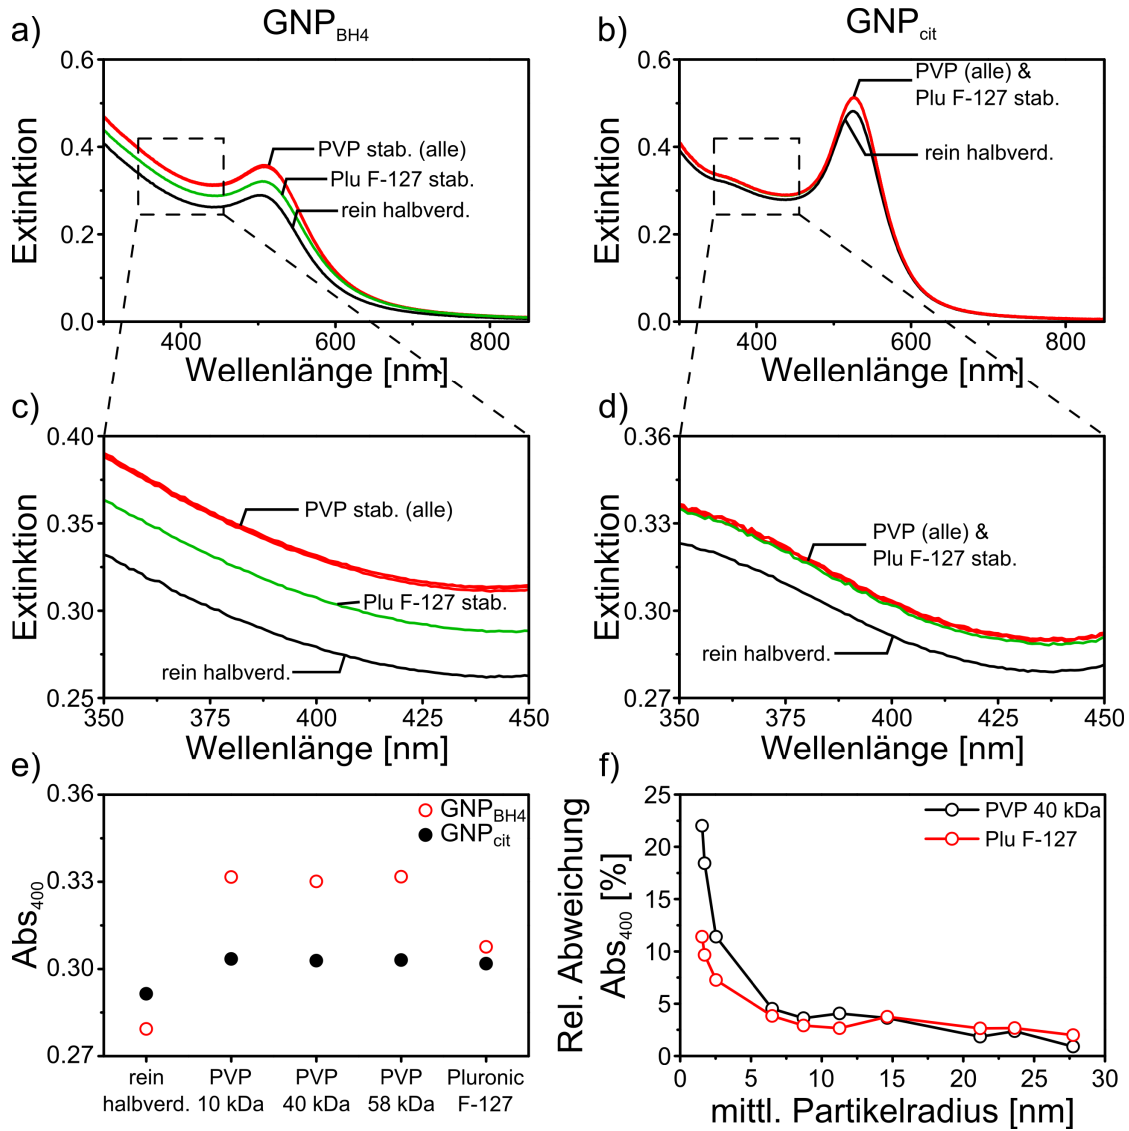 a)
GNP_BH4
0.6
0.4
0.2
0.0
Extinktion
PVP stab. (alle)
Plu F-127 stab.
rein halbverd.
400
600
800
Wellenlänge [nm]
b)
GNP_cit
0.6
0.4
0.2
0.0
Extinktion
PVP (alle) &
Plu F-127 stab.
rein halbverd.
400
600
800
Wellenlänge [nm]
c)
0.40
0.35
0.30
0.25
Extinktion
PVP stab. (alle)
Plu F-127 stab.
rein halbverd.
350
375
400
425
450
Wellenlänge [nm]
d)
0.36
0.33
0.30
0.27
Extinktion
PVP (alle) &
Plu F-127 stab.
rein halbverd.
350
375
400
425
450
Wellenlänge [nm]
e)
0.36
0.33
0.30
0.27
Abs400
GNP_BH4
GNP_cit
rein
halbverd.
PVP
10 kDa
PVP
40 kDa
PVP
58 kDa
Pluronic
F-127
f)
25
20
15
10
5
0
Rel. Abweichung
Abs400 [%]
PVP 40 kDa
Plu F-127
0
5
10
15
20
25
30
mittl. Partikelradius [nm]